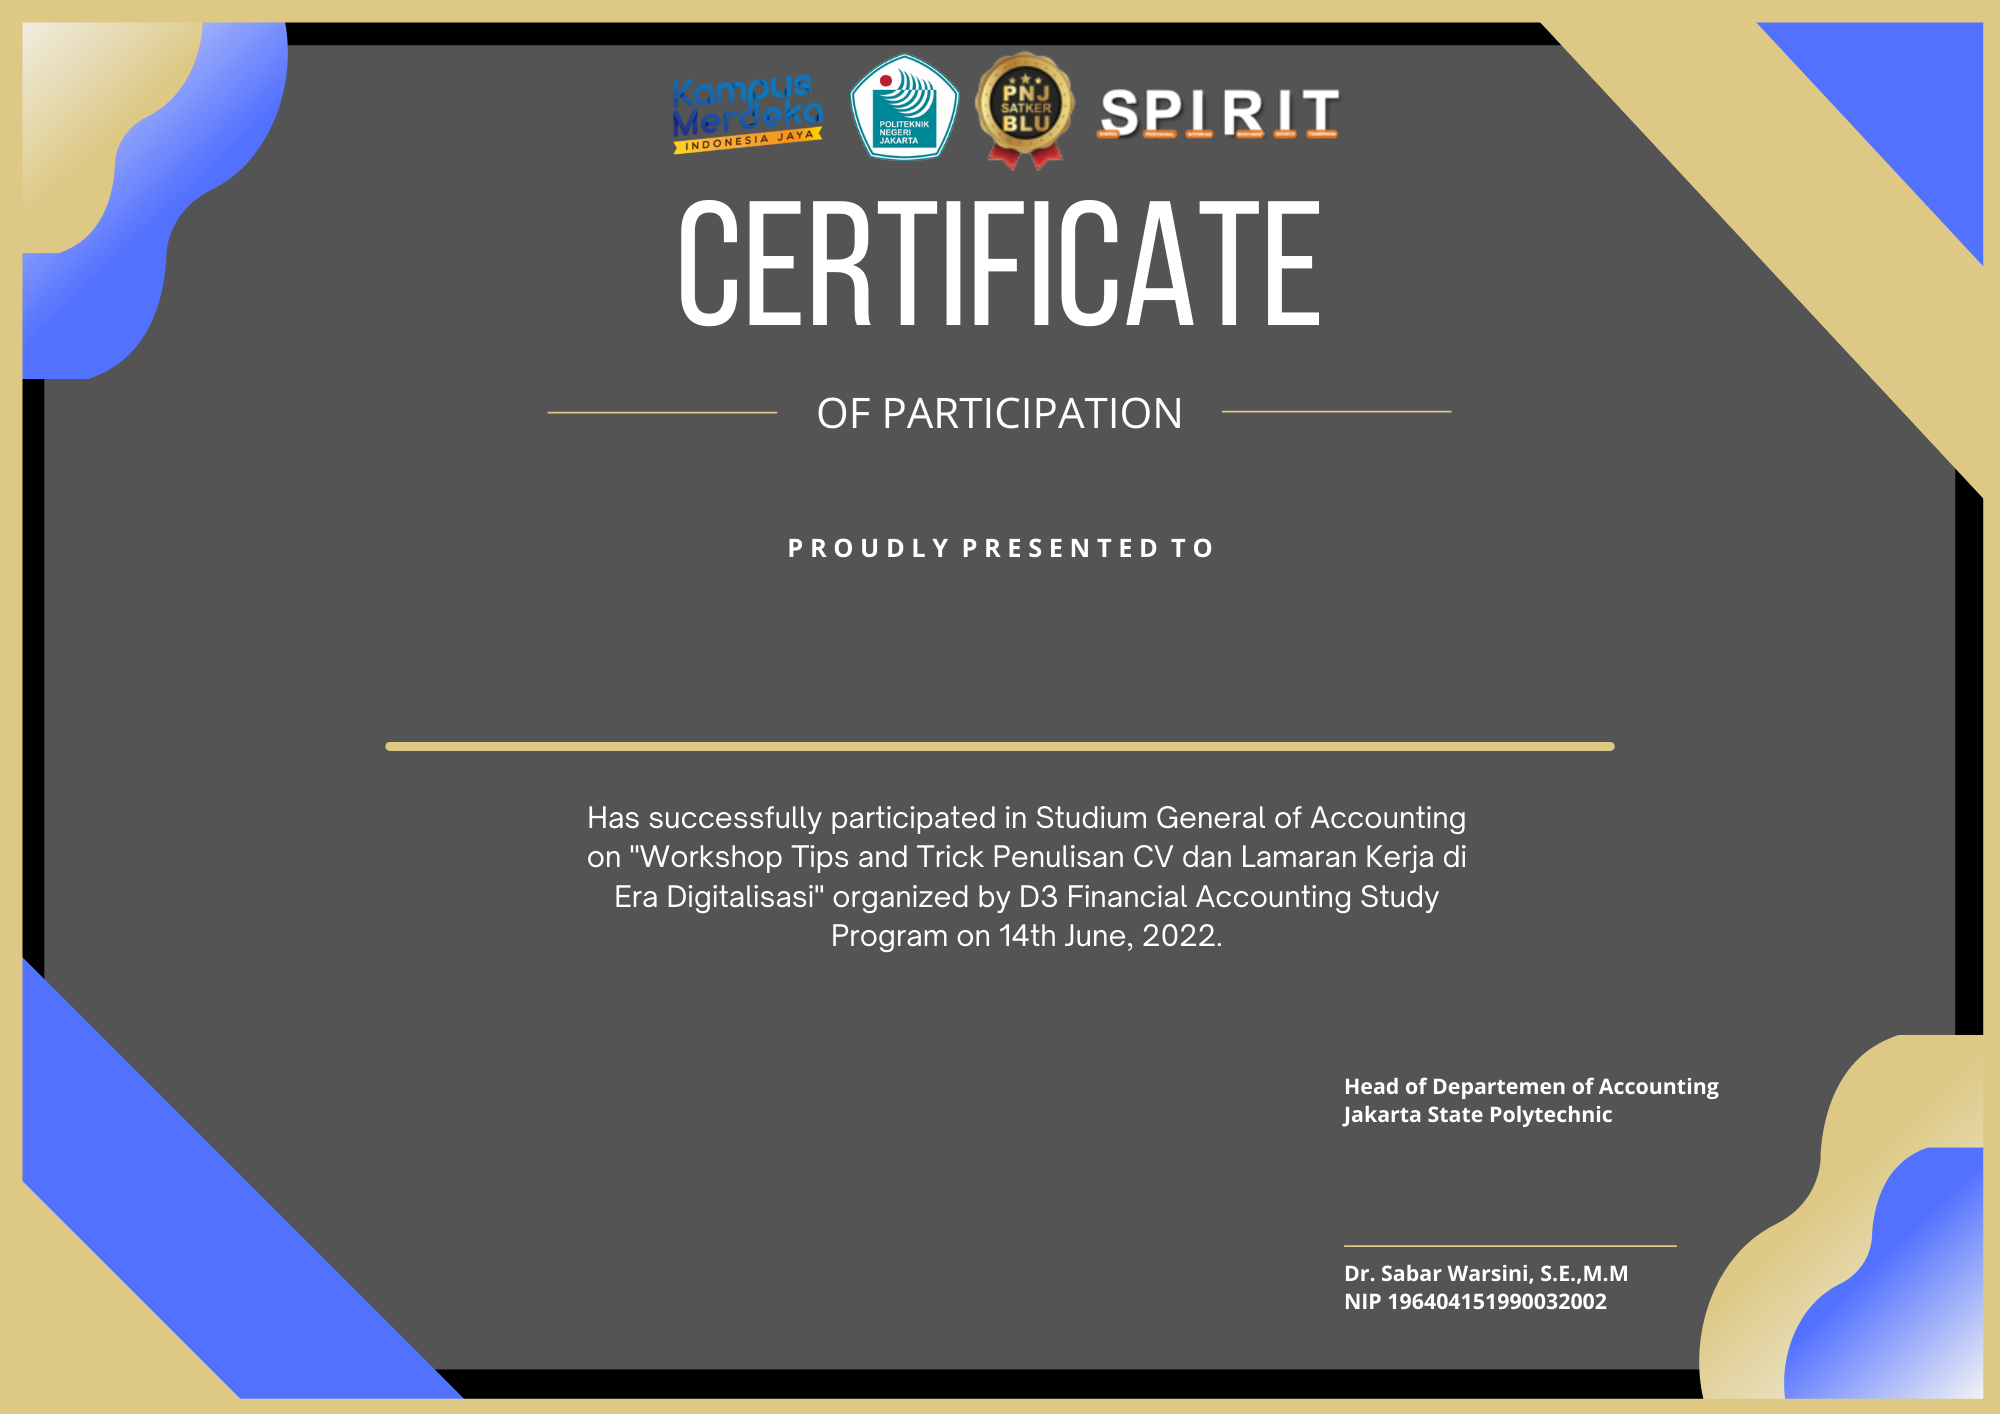 Kampus
Merdeka
INDONESIA JAYA
POLITEKNIK
NEGERI
JAKARTA
PNJ
SATKER
BLU
SPIRIT
CERTIFICATE
OF PARTICIPATION
PROUDLY PRESENTED TO
Has successfully participated in Studium General of Accounting
on "Workshop Tips and Trick Penulisan CV dan Lamaran Kerja di
Era Digitalisasi" organized by D3 Financial Accounting Study
Program on 14th June, 2022.
Head of Departemen of Accounting
Jakarta State Polytechnic
Dr. Sabar Warsini, S.E.,M.M
NIP 196404151990032002